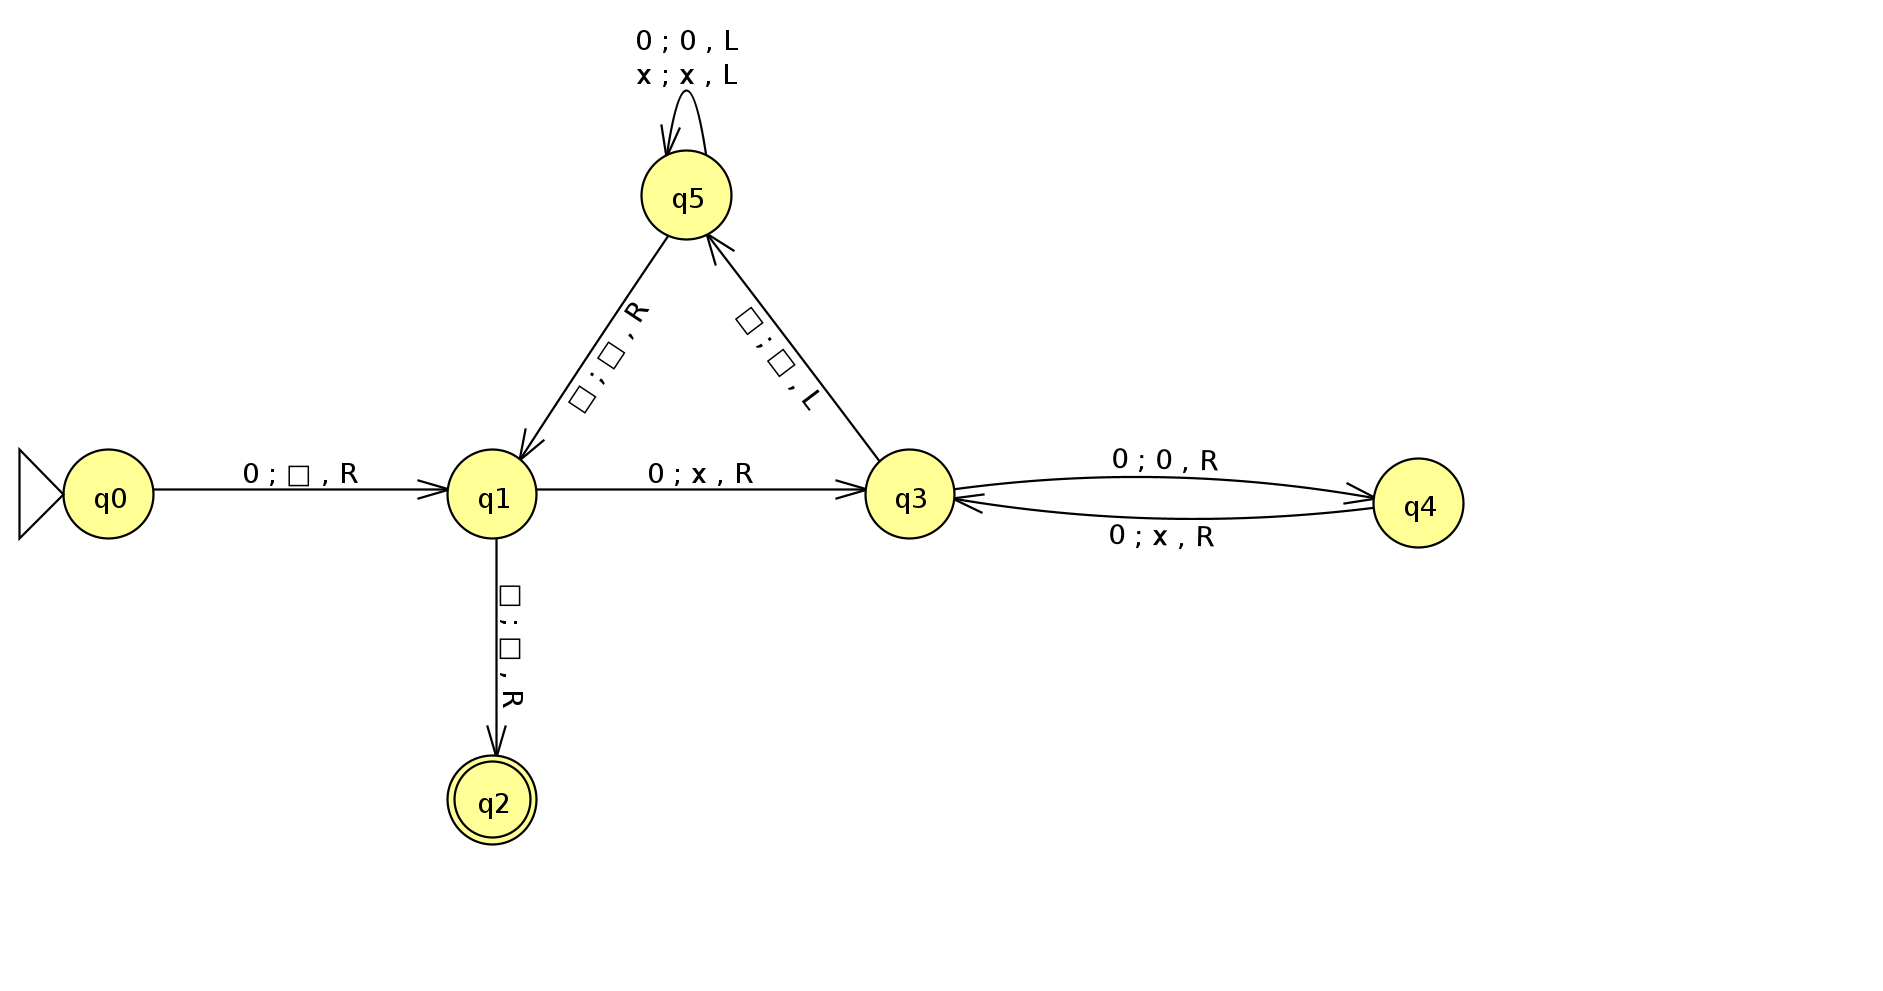 0 ; 0 , L
x ; x , L
q5
□ ; □ , R
□ ; □ , L
q0
0 ; □ , R
q1
0 ; x , R
q3
0 ; 0 , R
0 ; x , R
q4
□ ; □ , R
q2